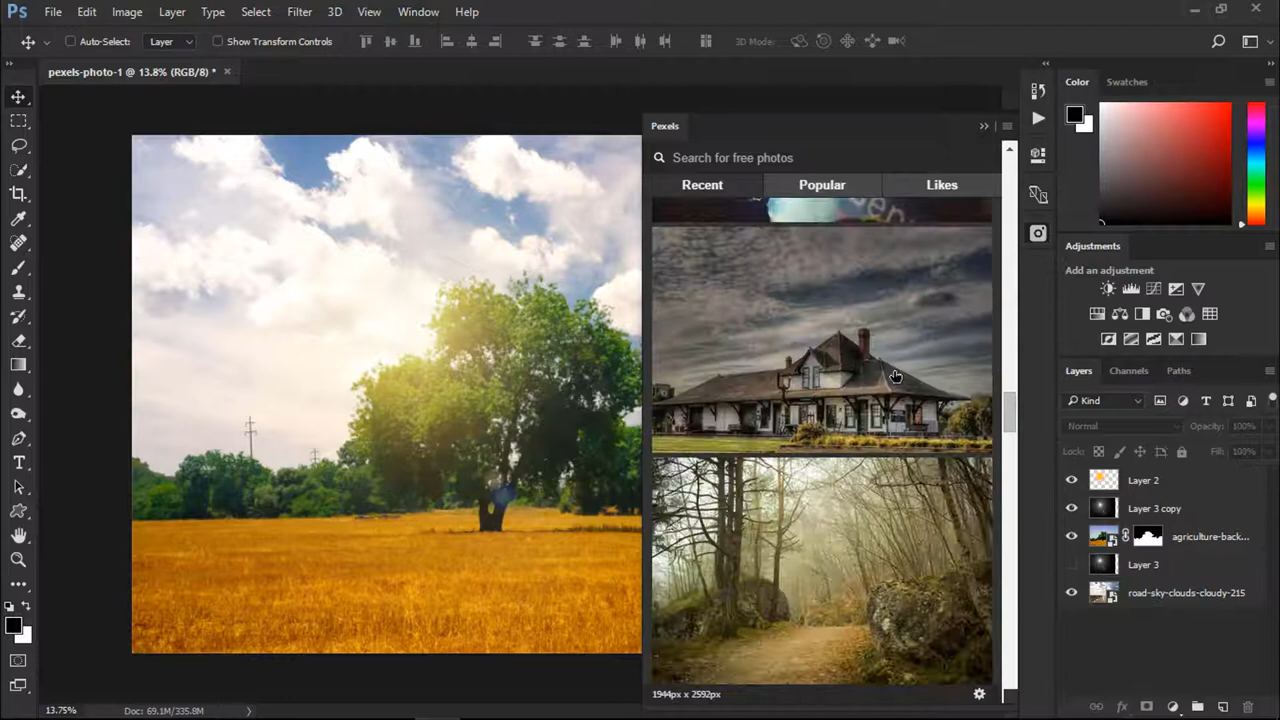 Ps File Edit Image Layer Type Select Filter 3D View Window Help
Auto-Select: Layer Show Transform Controls 3D Mode:
pexels-photo-1 @ 13.8% (RGB/8) * ×
Pexels
Search for free photos
Recent Popular Likes
1944px x 2592px
Color Swatches
Adjustments
Add an adjustment
Layers Channels Paths
Kind
Normal Opacity: 100%
Lock: Fill: 100%
Layer 2
Layer 3 copy
agriculture-back...
Layer 3
road-sky-clouds-cloudy-215
13.75% Doc: 69.1M/335.8M